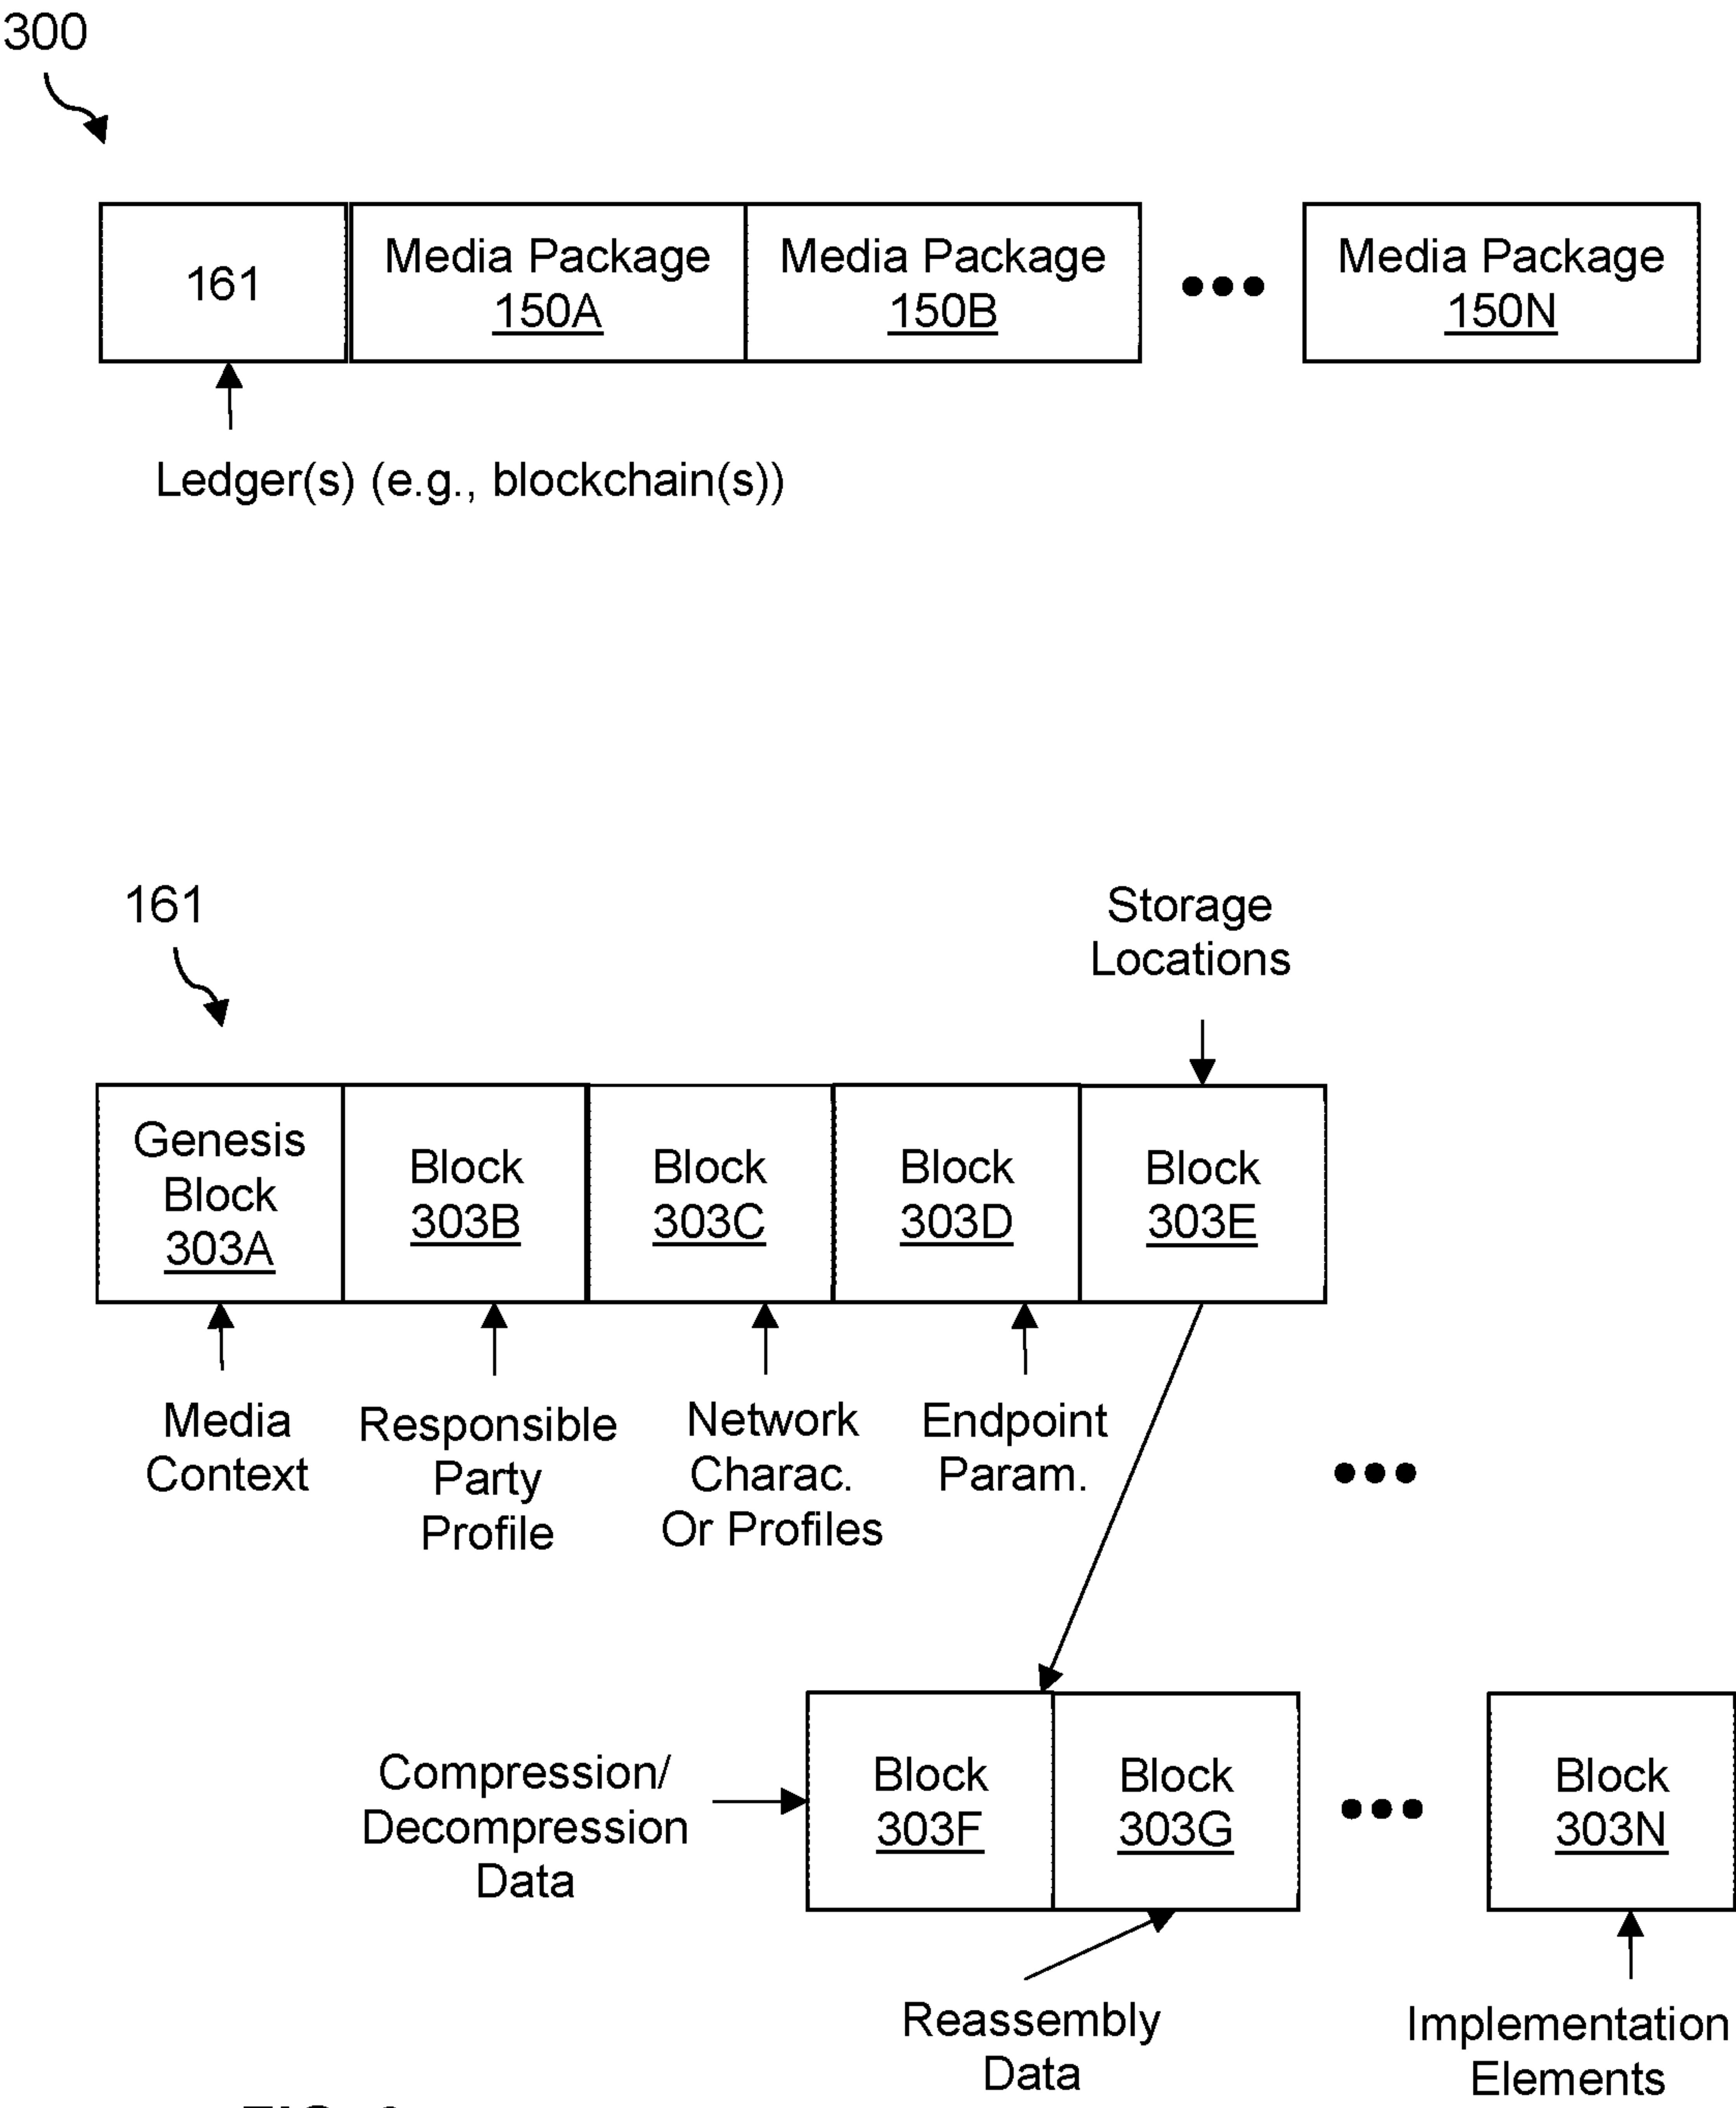 300
161
Media Package
150A
Media Package
150B
Media Package
150N
Ledger(s) (e.g., blockchain(s))
161
Storage
Locations
Genesis
Block
303A
Block
303B
Block
303C
Block
303D
Block
303E
Media
Context
Responsible
Party
Profile
Network
Charac.
Or Profiles
Endpoint
Param.
Compression/
Decompression
Data
Block
303F
Block
303G
Block
303N
Reassembly
Data
Implementation
Elements